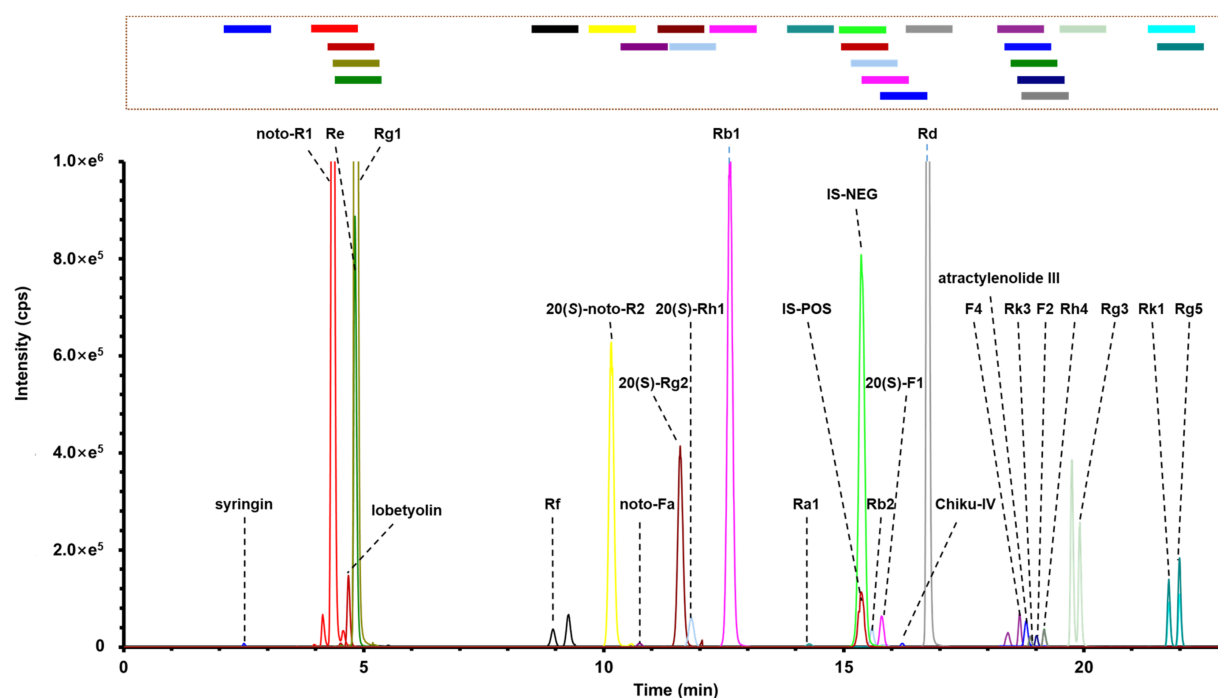 noto-R1 Re Rg1 Rb1 Rd
1.0×e⁶
IS-NEG
8.0×e⁵
atractylenolide III
20(S)-noto-R2 20(S)-Rh1 IS-POS F4 Rk3 F2 Rh4 Rg3 Rk1 Rg5
6.0×e⁵
20(S)-Rg2 20(S)-F1
4.0×e⁵
syringin lobetyolin Rf noto-Fa Ra1 Rb2 Chiku-IV
2.0×e⁵
0
0 5 10 15 20
Time (min)
Intensity (cps)